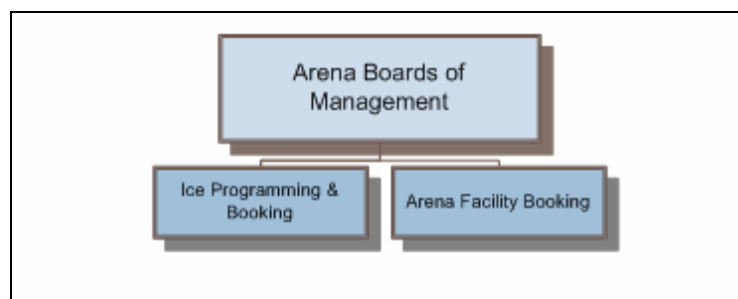 Arena Boards of
Management
Ice Programming &
Booking
Arena Facility Booking